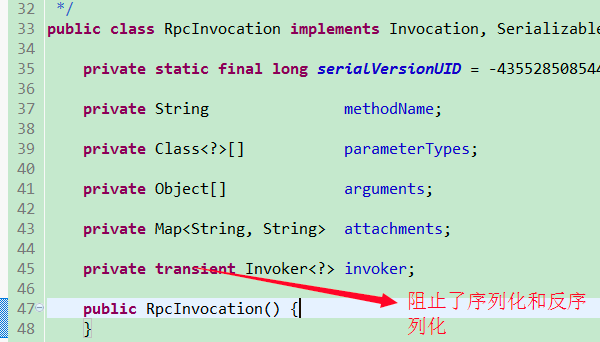 32 */
33 public class RpcInvocation implements Invocation, Serializable
34
35 private static final long serialVersionUID = -435528508544
36
37 private String methodName;
38
39 private Class<?>[] parameterTypes;
40
41 private Object[] arguments;
42
43 private Map<String, String> attachments;
44
45 private transient Invoker<?> invoker;
46
47 public RpcInvocation() {
48 }
阻止了序列化和反序
列化